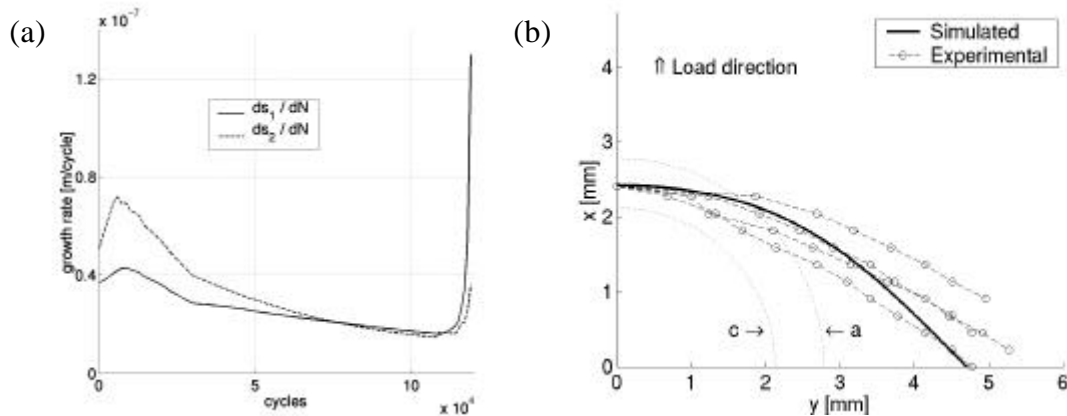 (a)
x 10⁻⁷
1.2
0.8
0.4
0
growth rate [m/cycle]
ds₁ / dN
ds₂ / dN
0
5
10
cycles
x 10⁴
(b)
Simulated
Experimental
⇑ Load direction
4
3
2
1
0
x [mm]
c →
← a
0
1
2
3
4
5
6
y [mm]